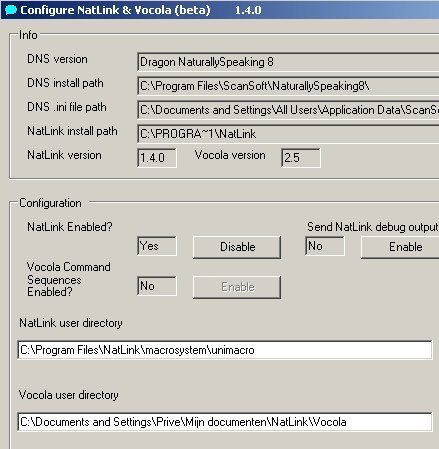 Configure NatLink & Vocola (beta) 1.4.0
Info
DNS version Dragon NaturallySpeaking 8
DNS install path C:\Program Files\ScanSoft\NaturallySpeaking8\
DNS .ini file path C:\Documents and Settings\All Users\Application Data\ScanSo
NatLink install path C:\PROGRA~1\NatLink
NatLink version 1.4.0 Vocola version 2.5
Configuration
NatLink Enabled? Send NatLink debug output
Yes Disable No Enable
Vocola Command
Sequences
Enabled? No Enable
NatLink user directory
C:\Program Files\NatLink\macrosystem\unimacro
Vocola user directory
C:\Documents and Settings\Prive\Mijn documenten\NatLink\Vocola